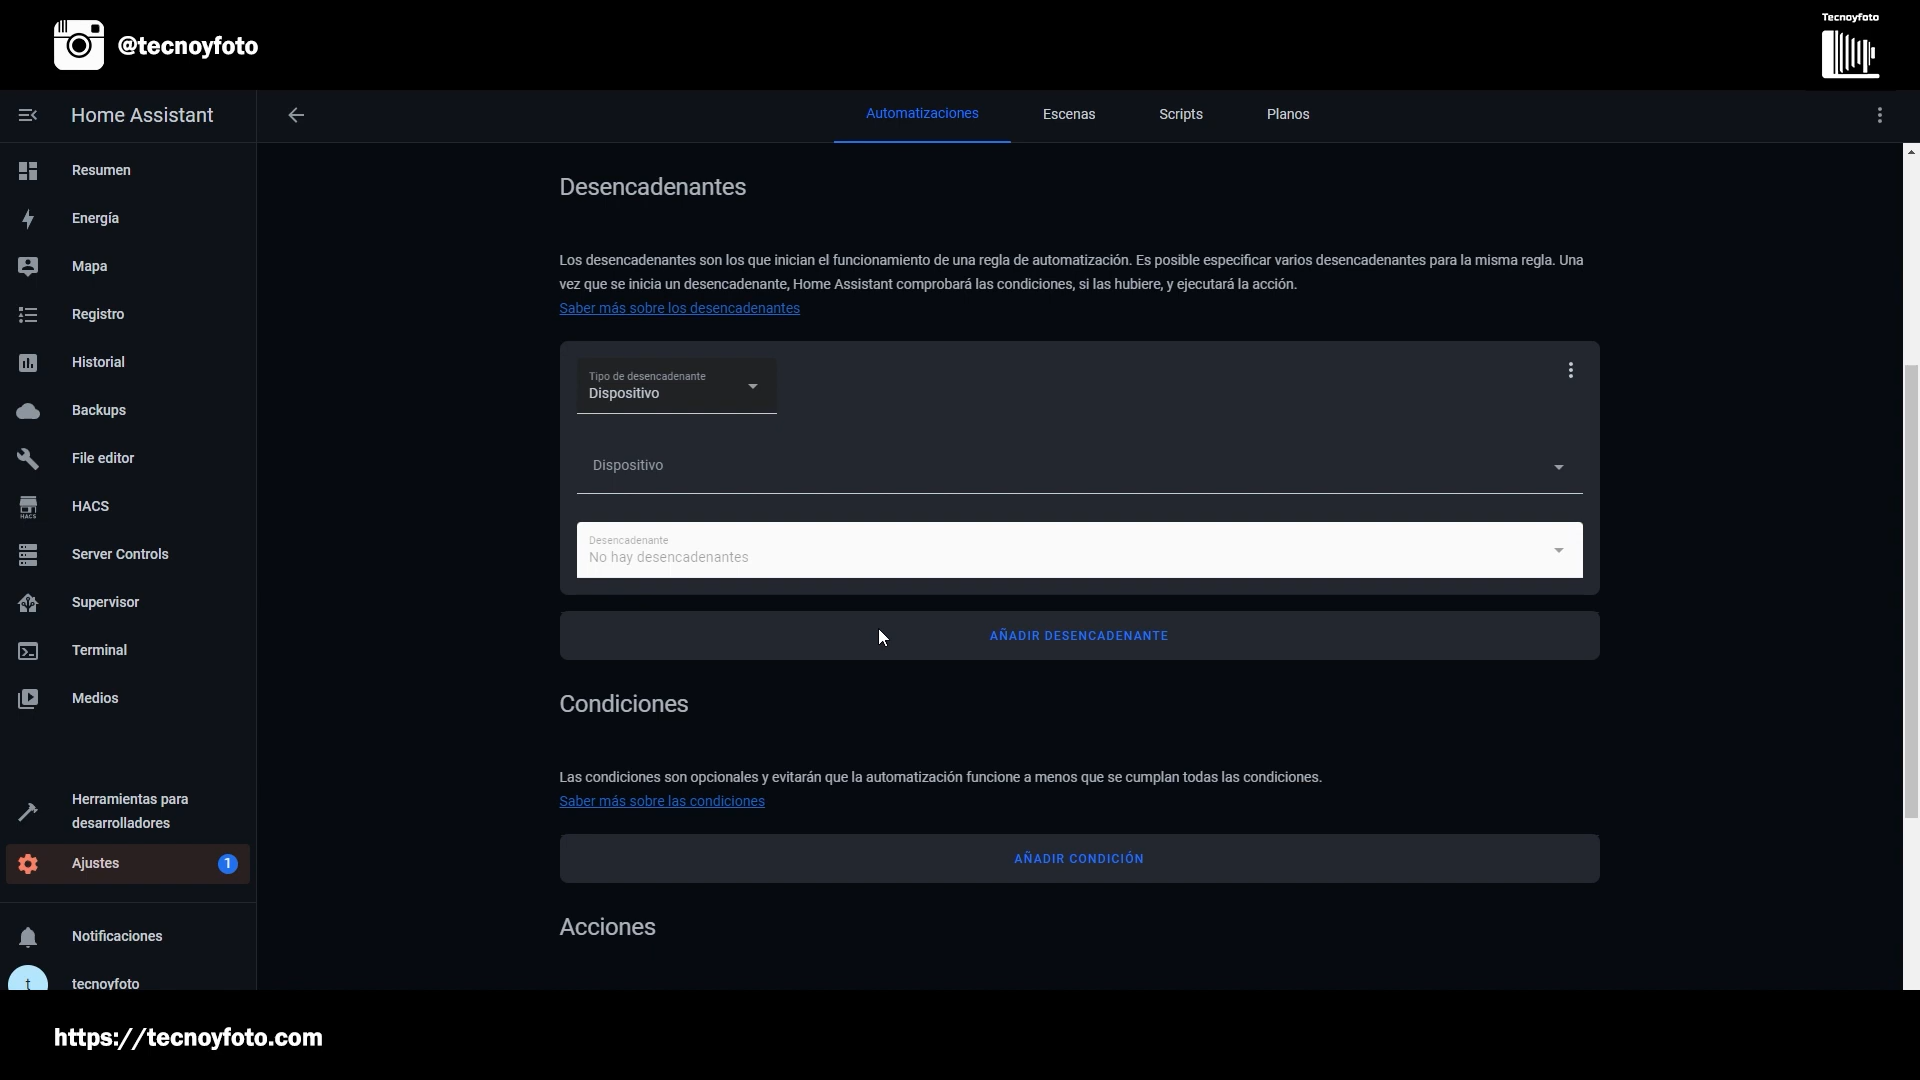 @tecnoyfoto
Tecnoyfoto
Home Assistant
Automatizaciones
Escenas
Scripts
Planos
Resumen
Energía
Mapa
Registro
Historial
Backups
File editor
HACS
HACS
Server Controls
Supervisor
Terminal
Medios
Herramientas para
desarrolladores
Ajustes
1
Notificaciones
t
tecnoyfoto
Desencadenantes
Los desencadenantes son los que inician el funcionamiento de una regla de automatización. Es posible especificar varios desencadenantes para la misma regla. Una
vez que se inicia un desencadenante, Home Assistant comprobará las condiciones, si las hubiere, y ejecutará la acción.
Saber más sobre los desencadenantes
Tipo de desencadenante
Dispositivo
Dispositivo
Desencadenante
No hay desencadenantes
AÑADIR DESENCADENANTE
Condiciones
Las condiciones son opcionales y evitarán que la automatización funcione a menos que se cumplan todas las condiciones.
Saber más sobre las condiciones
AÑADIR CONDICIÓN
Acciones
https://tecnoyfoto.com